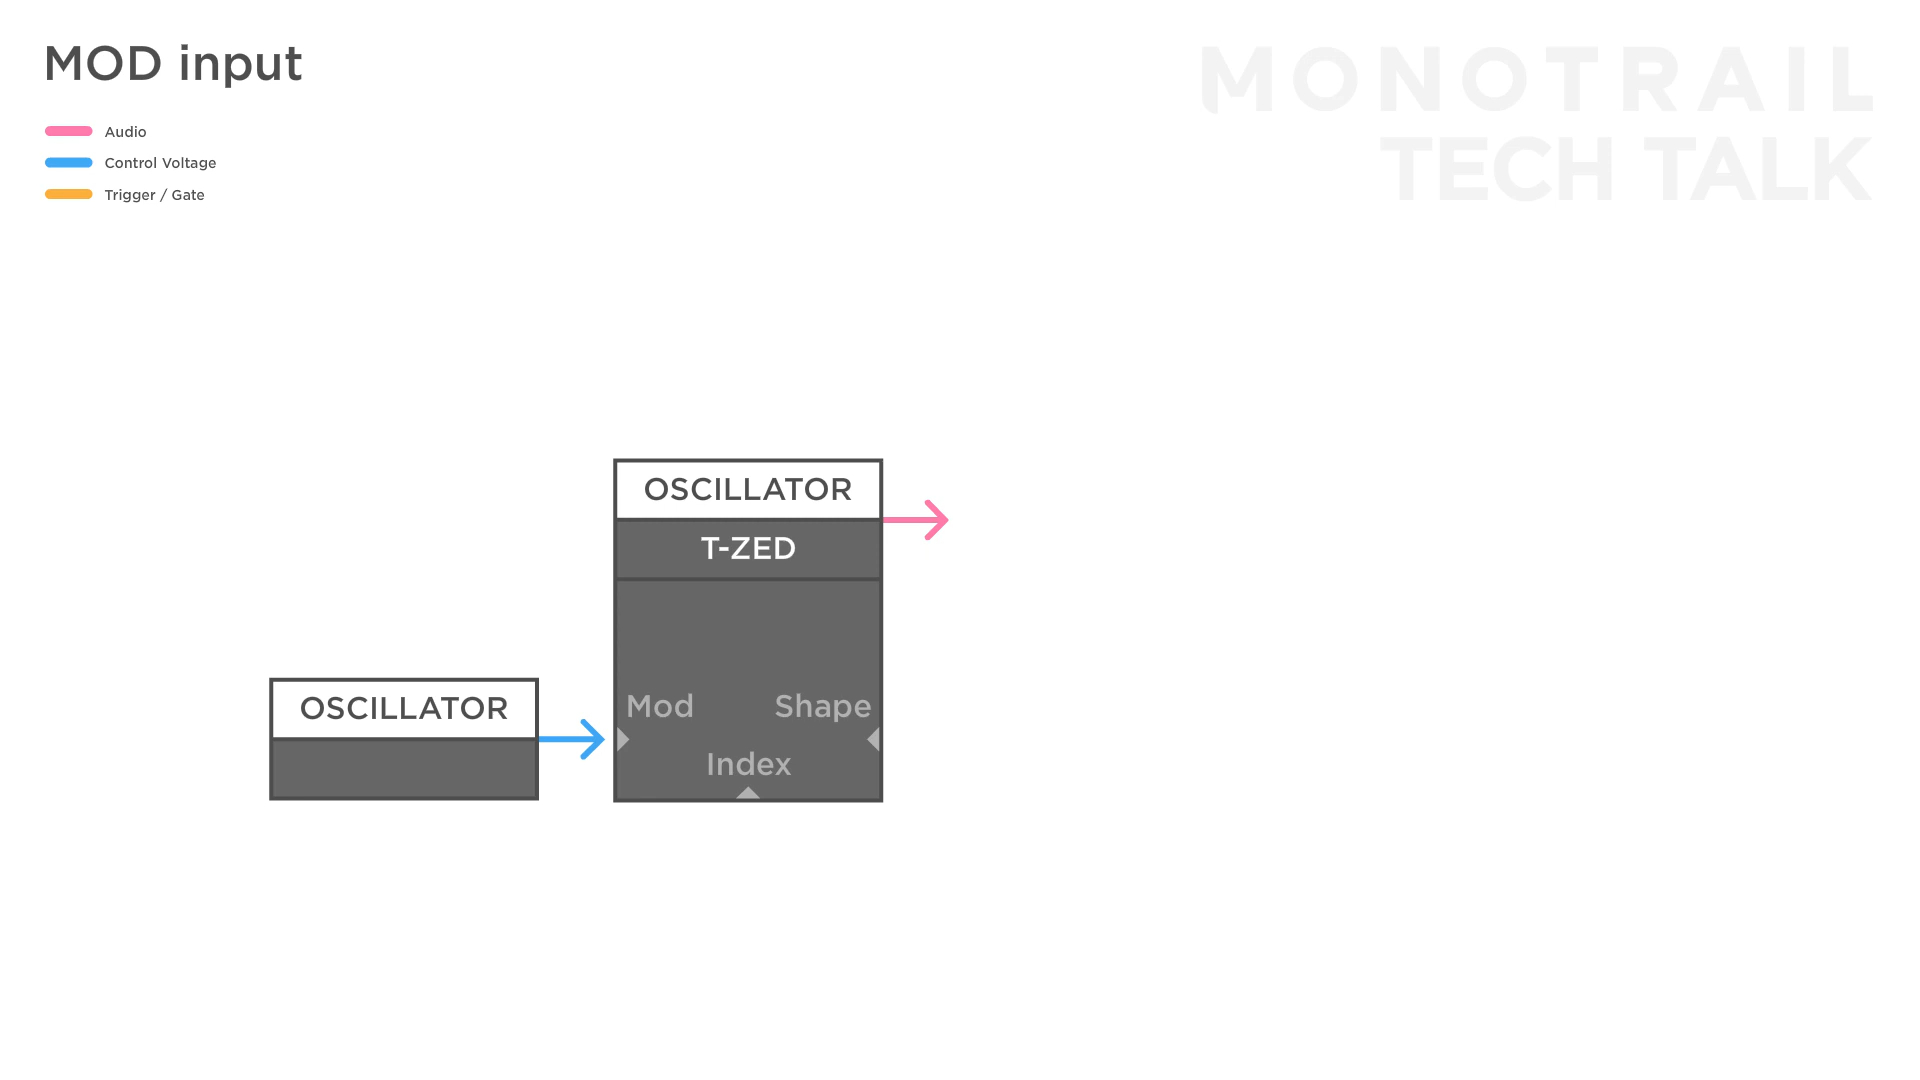 MOD input
MONOTRAIL
TECH TALK
Audio
Control Voltage
Trigger / Gate
OSCILLATOR
T-ZED
Mod
Shape
Index
OSCILLATOR